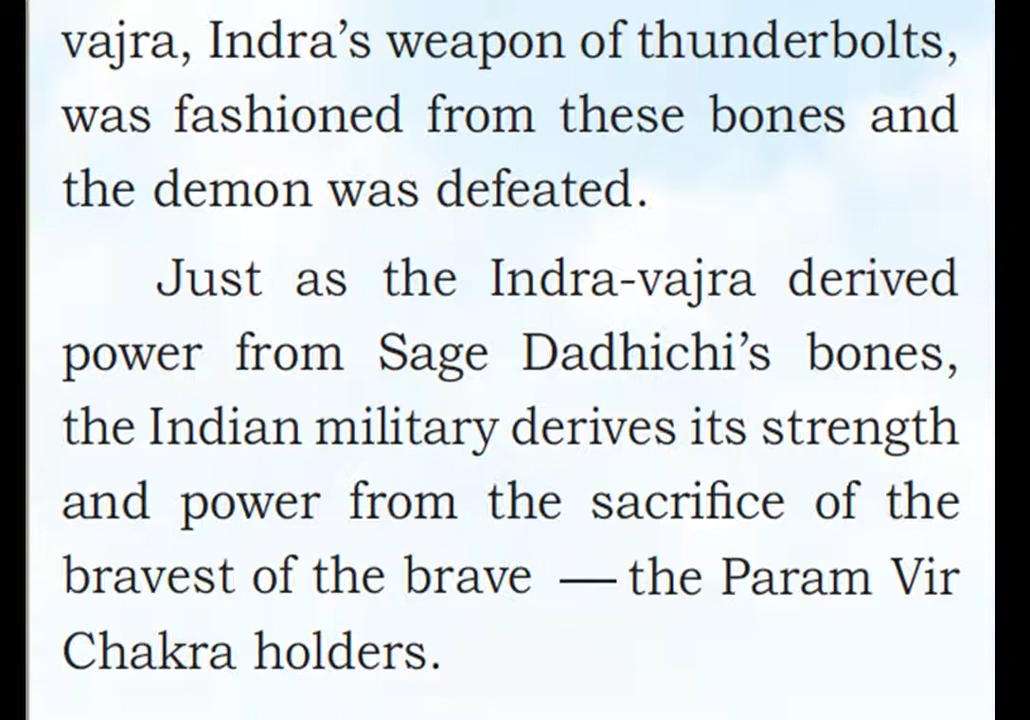 vajra, Indra’s weapon of thunderbolts,
was fashioned from these bones and
the demon was defeated.
Just as the Indra-vajra derived
power from Sage Dadhichi’s bones,
the Indian military derives its strength
and power from the sacrifice of the
bravest of the brave — the Param Vir
Chakra holders.